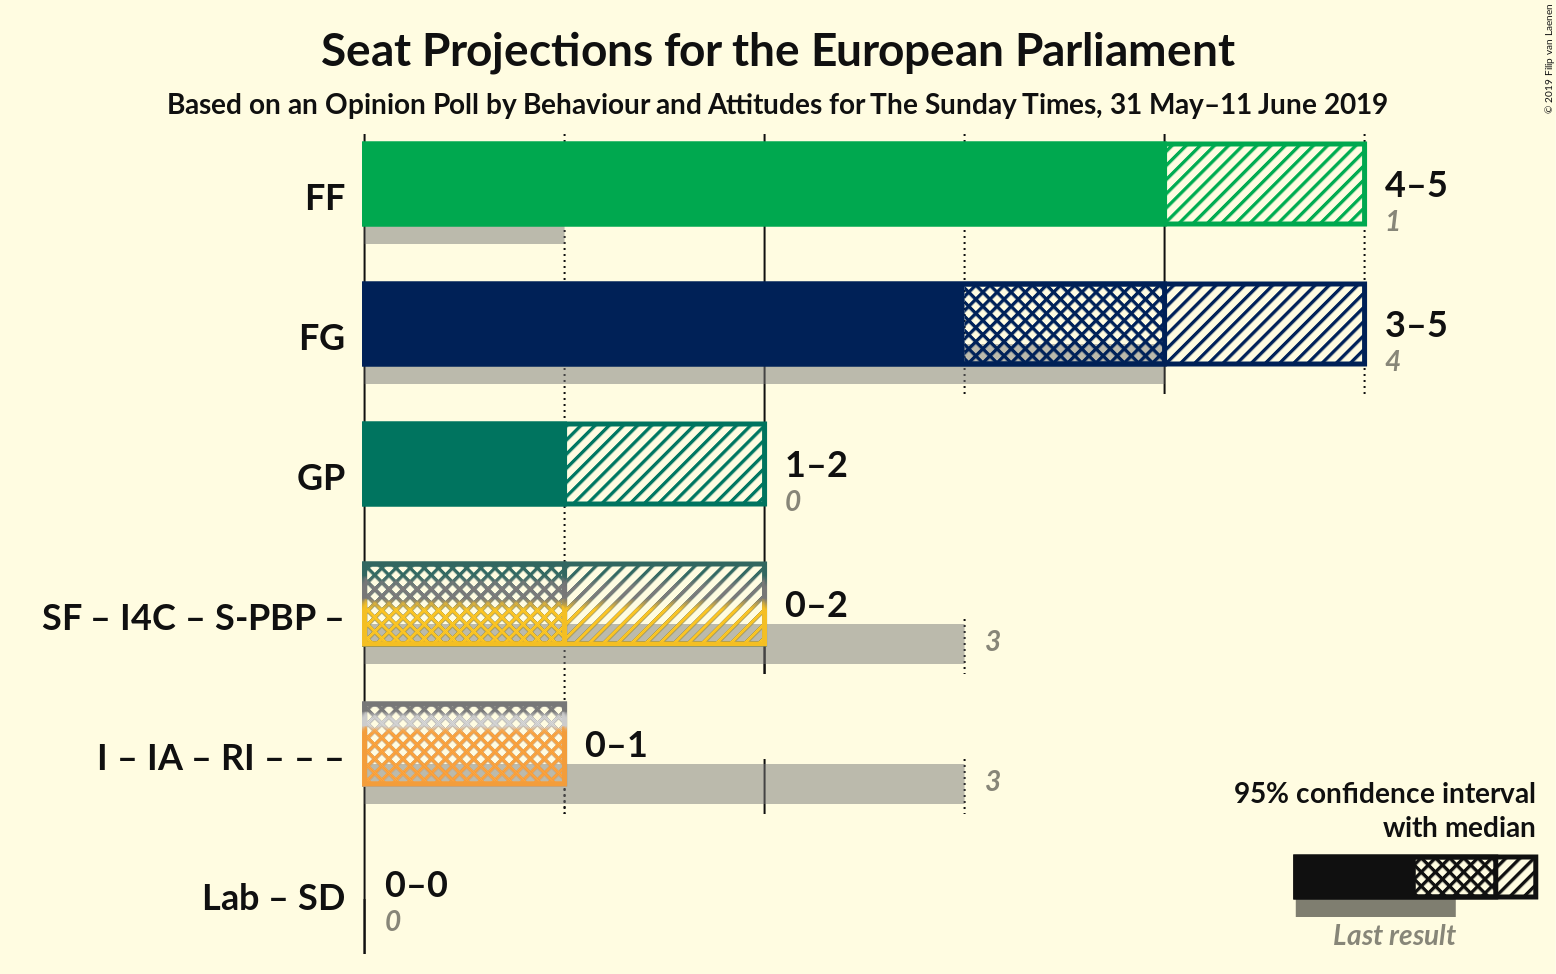 Seat Projections for the European Parliament
Based on an Opinion Poll by Behaviour and Attitudes for The Sunday Times, 31 May–11 June 2019
© 2019 Filip van Laenen
FF
4–5
1
FG
3–5
4
GP
1–2
0
SF – I4C – S-PBP –
0–2
3
I – IA – RI – – –
0–1
3
Lab – SD
0–0
0
95% confidence interval
with median
Last result